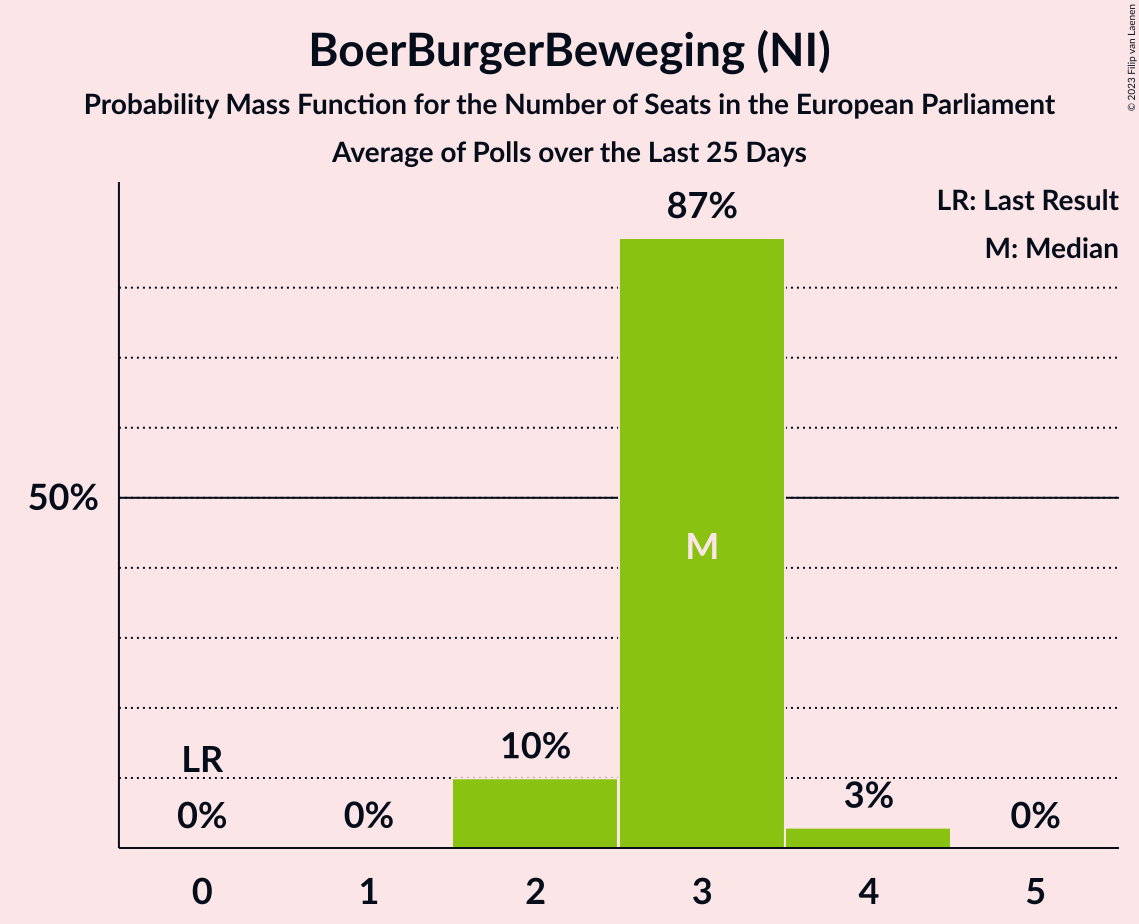 BoerBurgerBeweging (NI)
Probability Mass Function for the Number of Seats in the European Parliament
Average of Polls over the Last 25 Days
© 2023 Filip van Laenen
LR: Last Result
M: Median
87%
50%
M
LR
10%
3%
0%
0%
0%
0
1
2
3
4
5